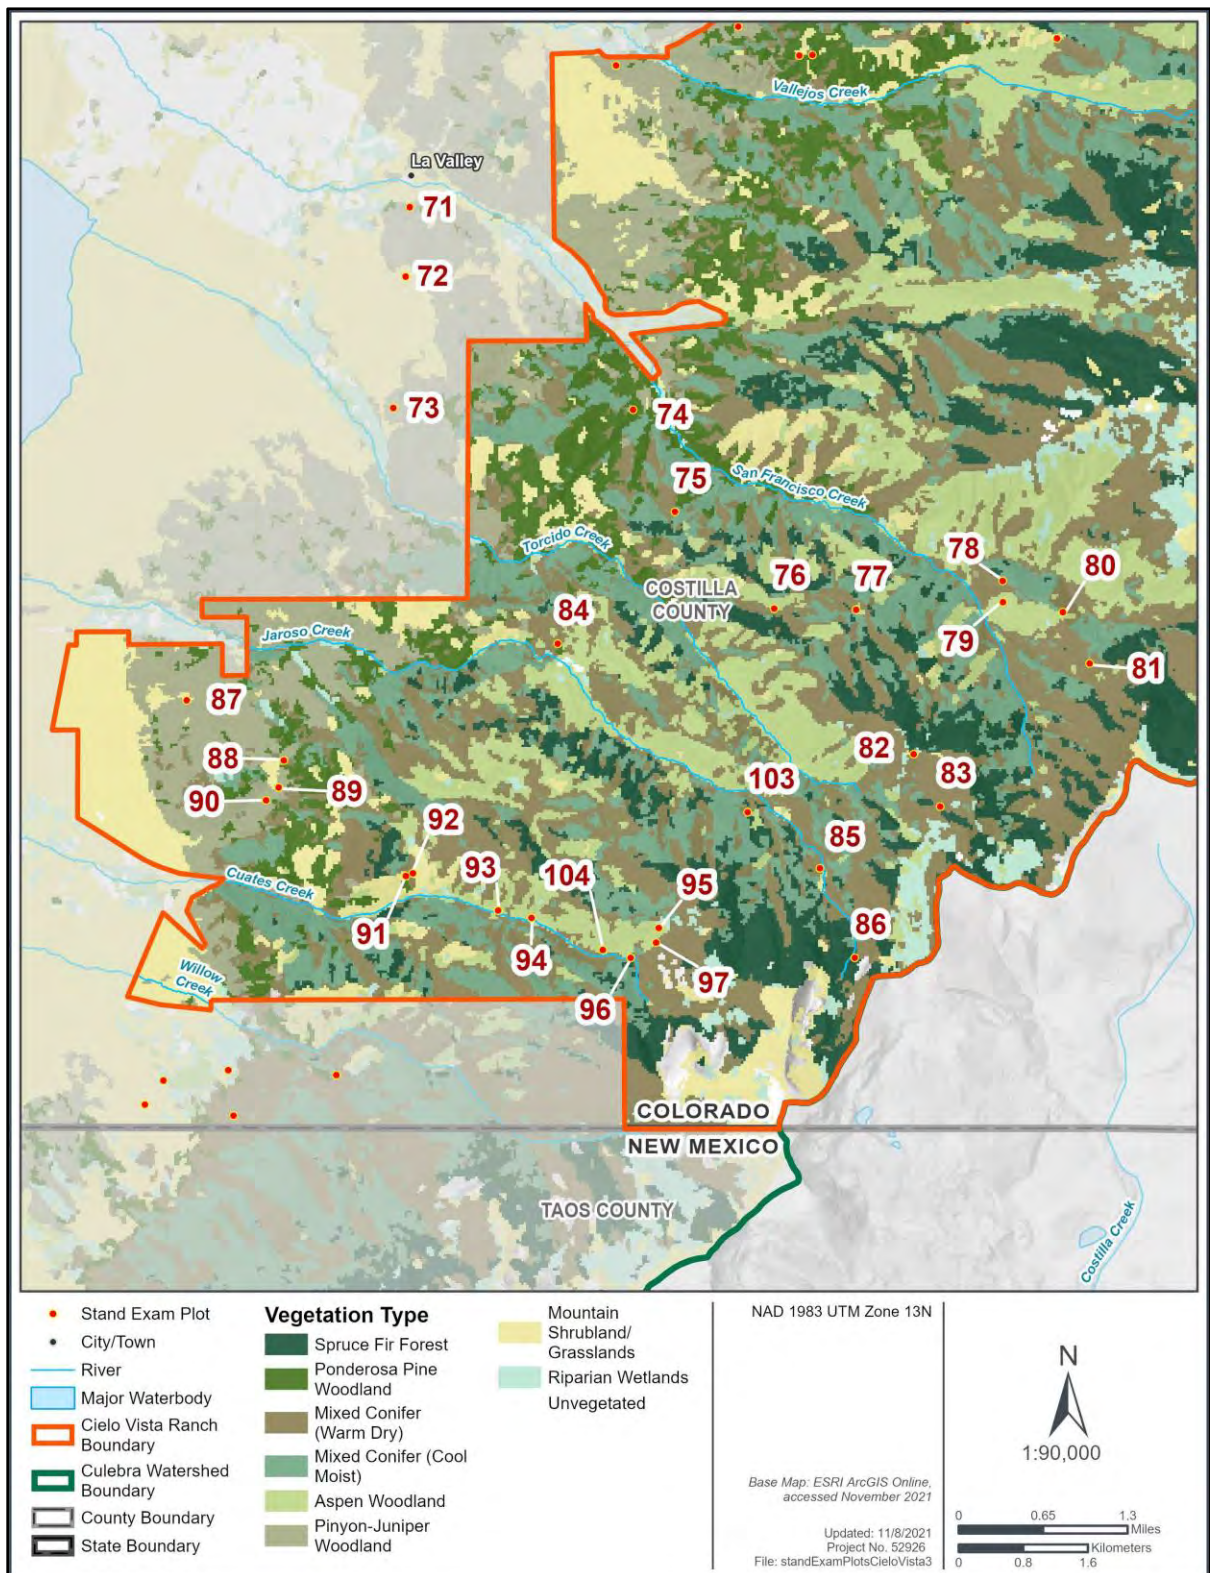 Vallejos Creek
La Valley
71
72
73
74
75
San Francisco Creek
Torcido Creek
COSTILLA
COUNTY
76
77
78
80
79
84
Jaroso Creek
81
87
82
83
88
103
89
90
92
85
93
104
95
Cuates Creek
91
94
86
97
Willow
Creek
96
COLORADO
NEW MEXICO
TAOS COUNTY
Costilla Creek
Stand Exam Plot
City/Town
River
Major Waterbody
Cielo Vista Ranch
Boundary
Culebra Watershed
Boundary
County Boundary
State Boundary
Vegetation Type
Spruce Fir Forest
Ponderosa Pine
Woodland
Mixed Conifer
(Warm Dry)
Mixed Conifer (Cool
Moist)
Aspen Woodland
Pinyon-Juniper
Woodland
Mountain
Shrubland/
Grasslands
Riparian Wetlands
Unvegetated
NAD 1983 UTM Zone 13N
Base Map: ESRI ArcGIS Online,
accessed November 2021
Updated: 11/8/2021
Project No. 52926
File: standExamPlotsCieloVista3
N
1:90,000
0 0.65 1.3
Miles
Kilometers
0 0.8 1.6